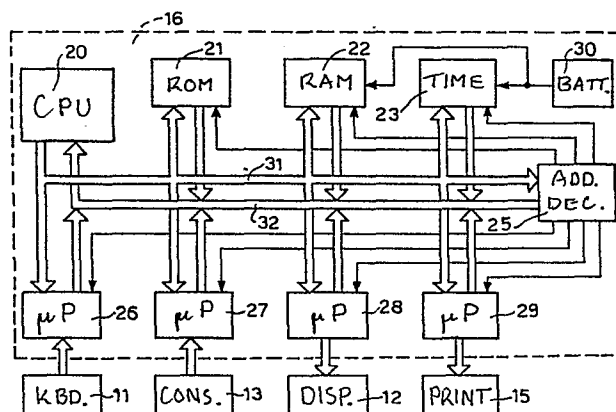 16
20
21
22
30
CPU
ROM
RAM
TIME
23
BATT.
31
32
ADD.
DEC.
25
μP
26
μP
27
μP
28
μP
29
KBD.
11
CONS.
13
DISP.
12
PRINT
15